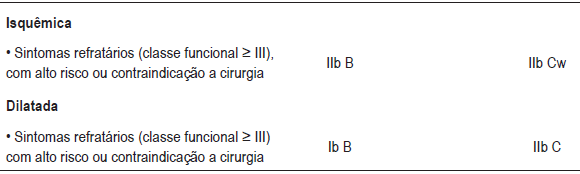 Isquêmica
• Sintomas refratários (classe funcional ≥ III),
com alto risco ou contraindicação a cirurgia
IIb B
IIb Cw
Dilatada
• Sintomas refratários (classe funcional ≥ III)
com alto risco ou contraindicação a cirurgia
Ib B
IIb C